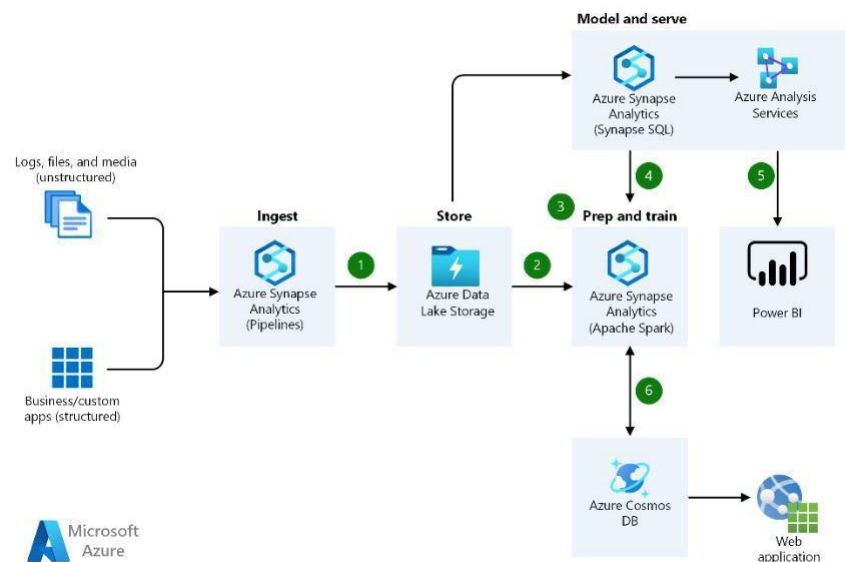 Model and serve
Azure Synapse
Analytics
(Synapse SQL)
Azure Analysis
Services
Logs, files, and media
(unstructured)
4
5
3
Ingest
Store
Prep and train
1
2
Azure Synapse
Analytics
(Pipelines)
Azure Data
Lake Storage
Azure Synapse
Analytics
(Apache Spark)
Power BI
Business/custom
apps (structured)
6
Azure Cosmos
DB
Web
application
Microsoft
Azure